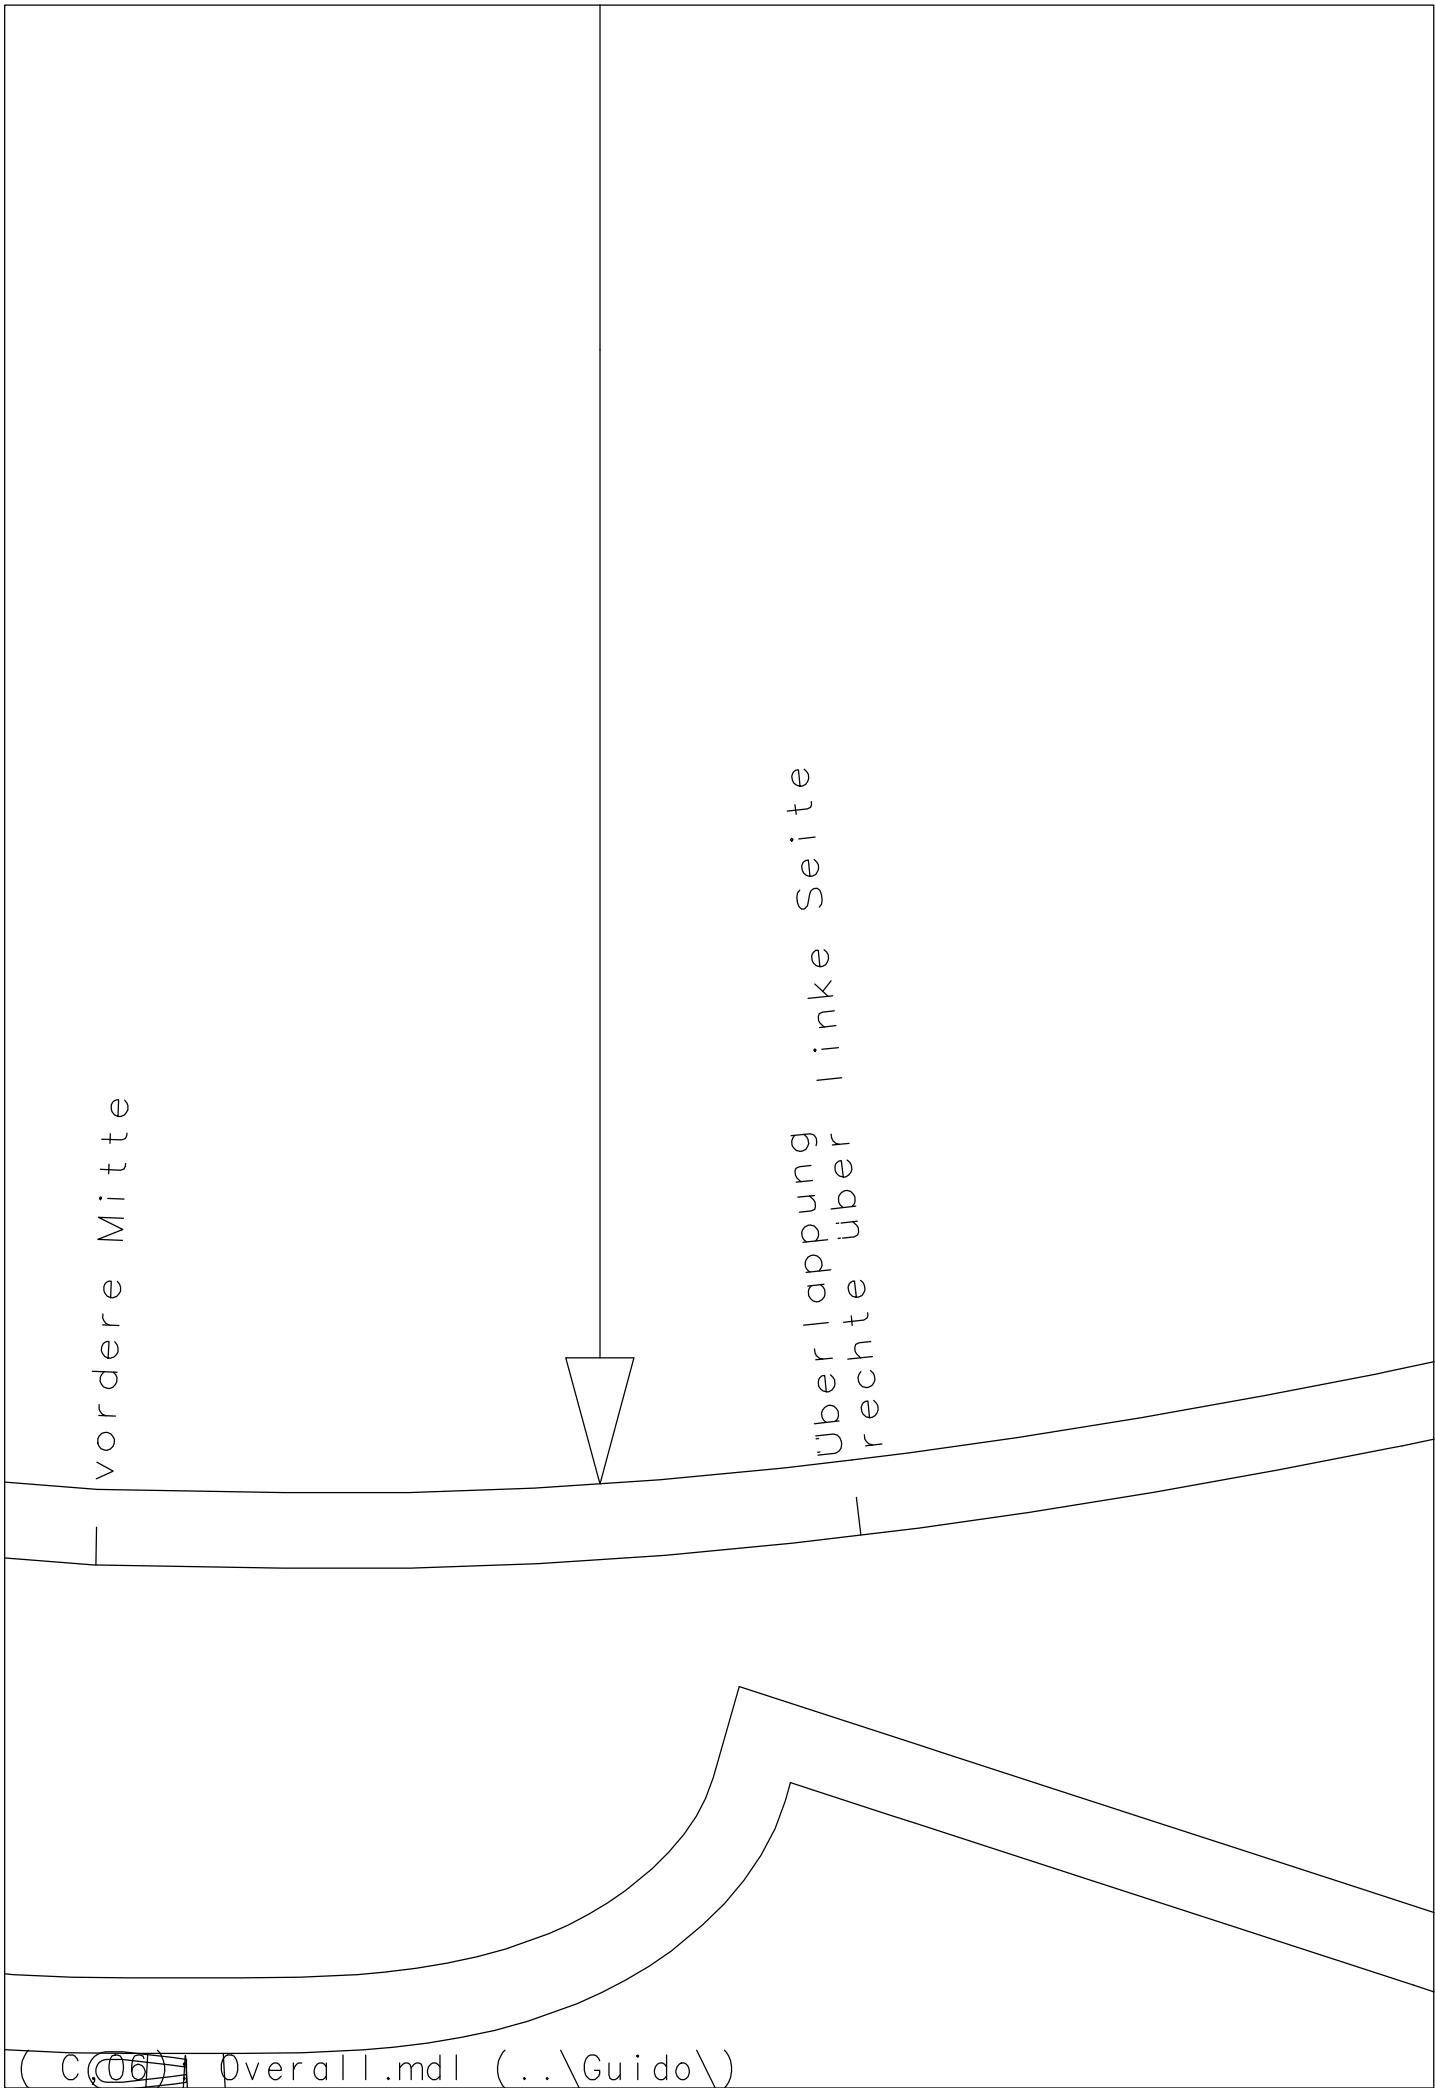 vordere Mitte
Überlappung
rechte über linke Seite
( C,06) Overall.mdl (..\Guido\)